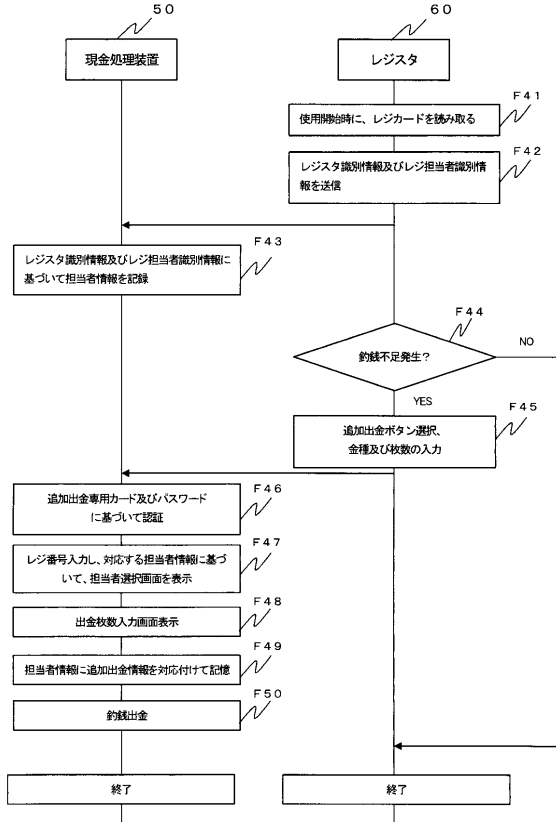 ５０
６０
現金処理装置
レジスタ
Ｆ４１
使用開始時に、レジカードを読み取る
Ｆ４２
レジスタ識別情報及びレジ担当者識別情
報を送信
Ｆ４３
レジスタ識別情報及びレジ担当者識別情報に
基づいて担当者情報を記録
Ｆ４４
釣銭不足発生？
NO
YES
Ｆ４５
追加出金ボタン選択、
金種及び枚数の入力
Ｆ４６
追加出金専用カード及びパスワード
に基づいて認証
Ｆ４７
レジ番号入力し、対応する担当者情報に基づ
いて、担当者選択画面を表示
Ｆ４８
出金枚数入力画面表示
Ｆ４９
担当者情報に追加出金情報を対応付けて記憶
Ｆ５０
釣銭出金
終了
終了